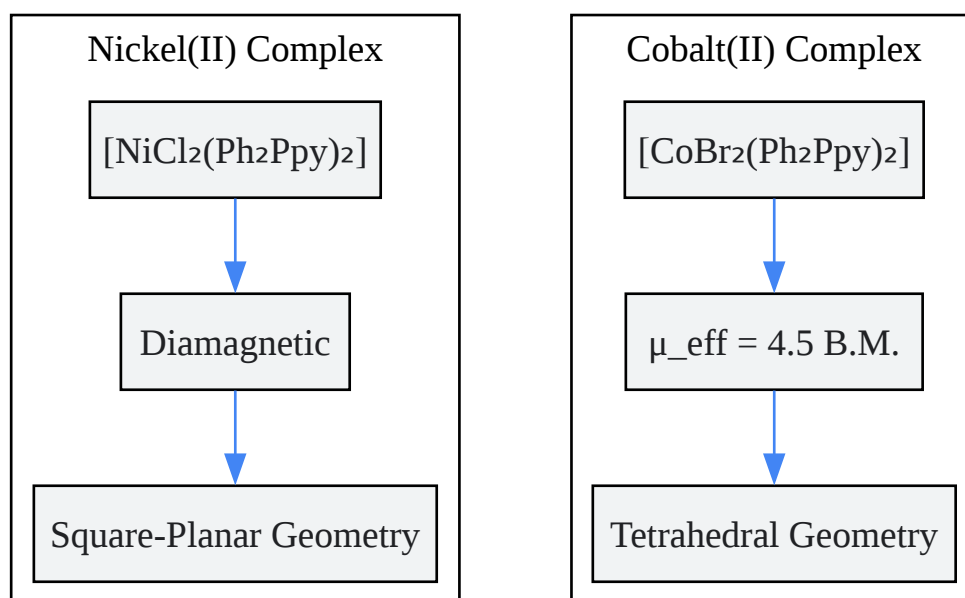 Nickel(II) Complex
[NiCl₂(Ph₂Ppy)₂]
Diamagnetic
Square-Planar Geometry
Cobalt(II) Complex
[CoBr₂(Ph₂Ppy)₂]
μ_eff = 4.5 B.M.
Tetrahedral Geometry